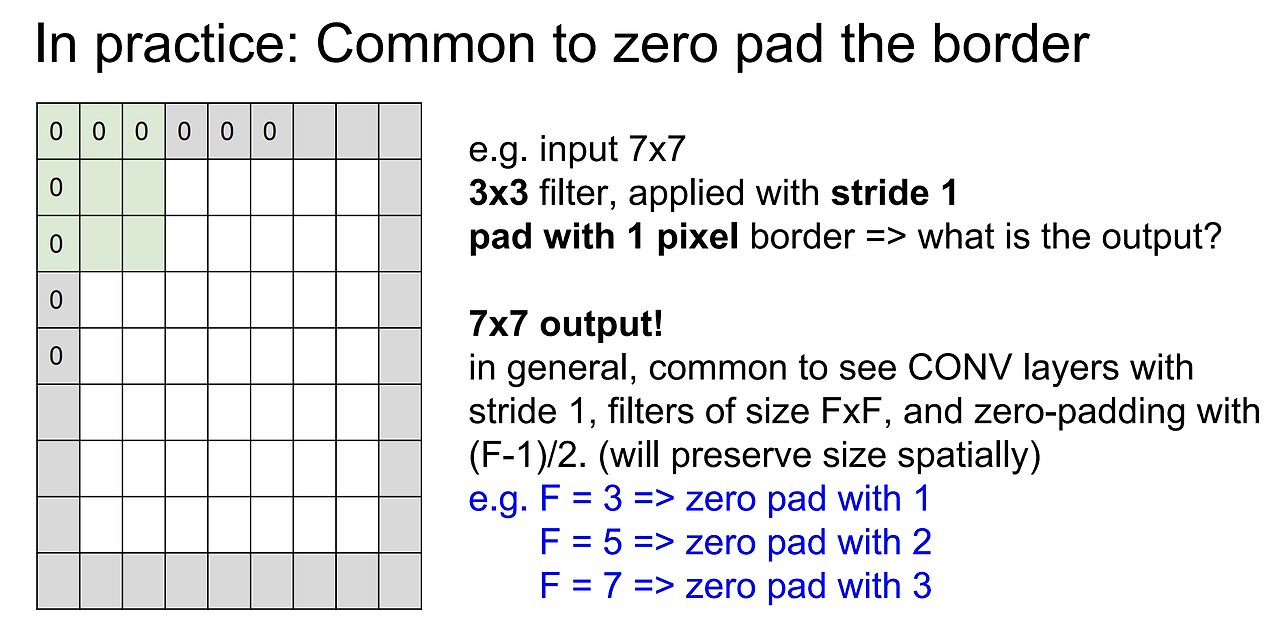 In practice: Common to zero pad the border
0 0 0 0 0 0
0
0
0
0
e.g. input 7x7
3x3 filter, applied with stride 1
pad with 1 pixel border => what is the output?
7x7 output!
in general, common to see CONV layers with
stride 1, filters of size FxF, and zero-padding with
(F-1)/2. (will preserve size spatially)
e.g. F = 3 => zero pad with 1
F = 5 => zero pad with 2
F = 7 => zero pad with 3